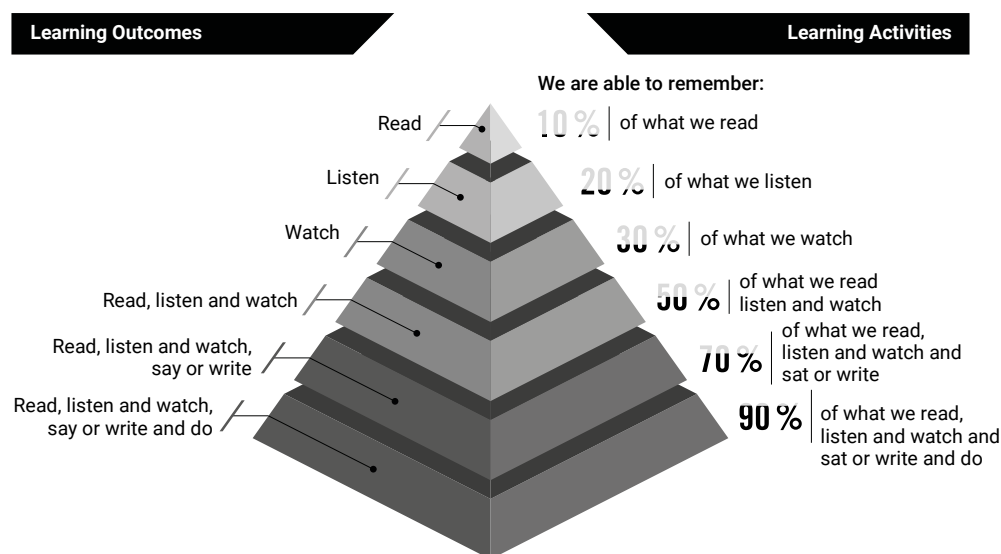 Learning Outcomes
Learning Activities
We are able to remember:
Read
10 %
of what we read
Listen
20 %
of what we listen
Watch
30 %
of what we watch
Read, listen and watch
50 %
of what we read
listen and watch
Read, listen and watch,
say or write
70 %
of what we read,
listen and watch and
sat or write
Read, listen and watch,
say or write and do
90 %
of what we read,
listen and watch and
sat or write and do